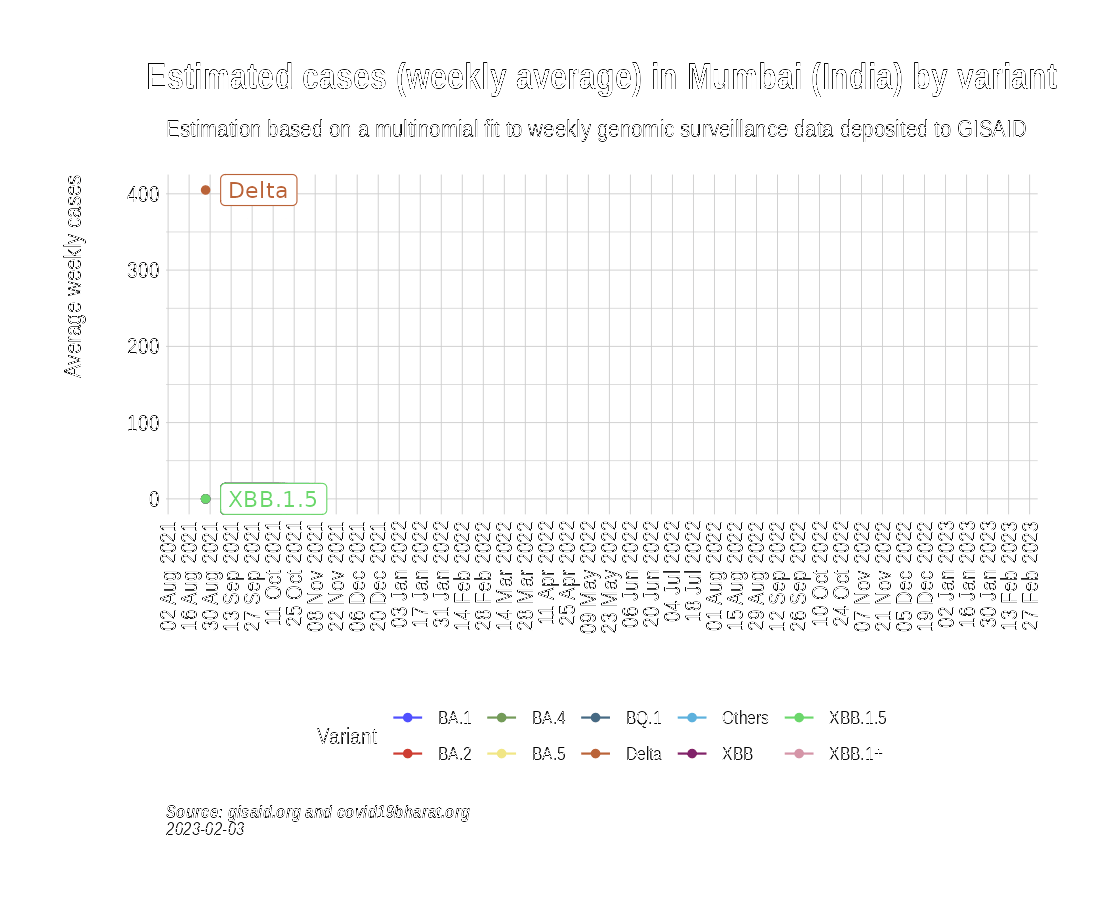 Estimated cases (weekly average) in Mumbai (India) by variant
Estimation based on a multinomial fit to weekly genomic surveillance data deposited to GISAID
Average weekly cases
400
300
200
100
0
Delta
XBB.1.5
02 Aug 2021
16 Aug 2021
30 Aug 2021
13 Sep 2021
27 Sep 2021
11 Oct 2021
25 Oct 2021
08 Nov 2021
22 Nov 2021
06 Dec 2021
20 Dec 2021
03 Jan 2022
17 Jan 2022
31 Jan 2022
14 Feb 2022
28 Feb 2022
14 Mar 2022
28 Mar 2022
11 Apr 2022
25 Apr 2022
09 May 2022
23 May 2022
06 Jun 2022
20 Jun 2022
04 Jul 2022
18 Jul 2022
01 Aug 2022
15 Aug 2022
29 Aug 2022
12 Sep 2022
26 Sep 2022
10 Oct 2022
24 Oct 2022
07 Nov 2022
21 Nov 2022
05 Dec 2022
19 Dec 2022
02 Jan 2023
16 Jan 2023
30 Jan 2023
13 Feb 2023
27 Feb 2023
Variant
BA.1 BA.4 BQ.1 Others XBB.1.5
BA.2 BA.5 Delta XBB XBB.1+
Source: gisaid.org and covid19bharat.org
2023-02-03